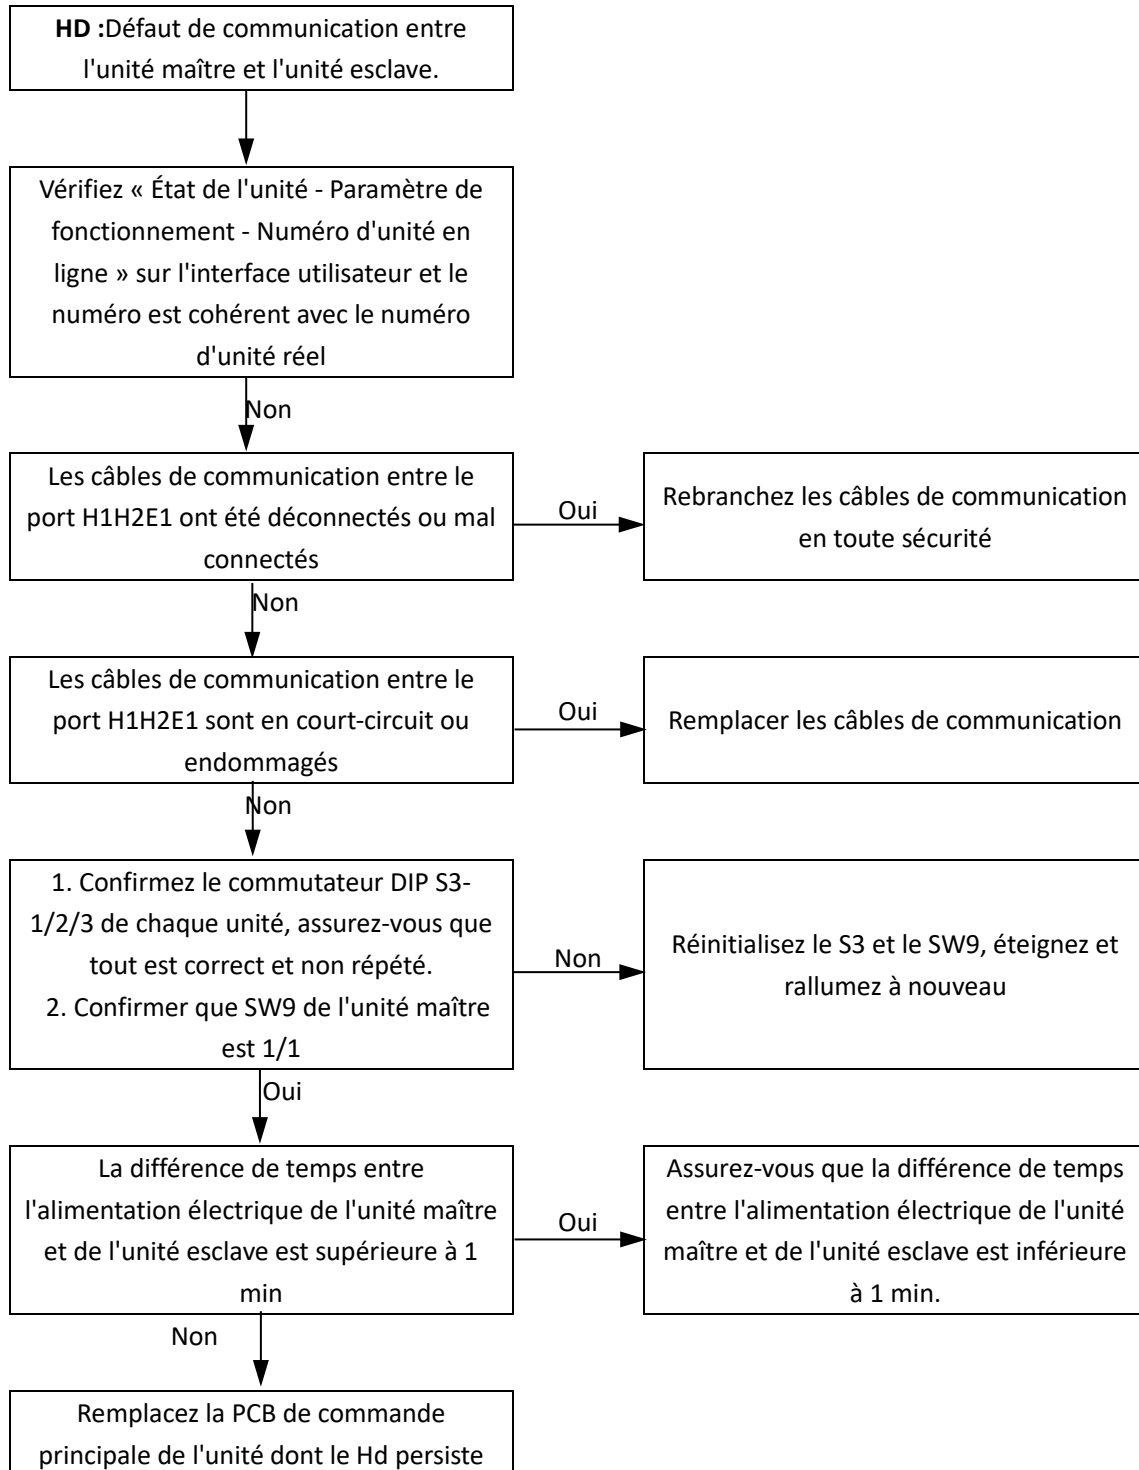 HD :Défaut de communication entre
l'unité maître et l'unité esclave.
Vérifiez « État de l'unité - Paramètre de
fonctionnement - Numéro d'unité en
ligne » sur l'interface utilisateur et le
numéro est cohérent avec le numéro
d'unité réel
Non
Les câbles de communication entre le
port H1H2E1 ont été déconnectés ou mal
connectés
Oui
Rebranchez les câbles de communication
en toute sécurité
Non
Les câbles de communication entre le
port H1H2E1 sont en court-circuit ou
endommagés
Oui
Remplacer les câbles de communication
Non
1. Confirmez le commutateur DIP S3-
1/2/3 de chaque unité, assurez-vous que
tout est correct et non répété.
2. Confirmer que SW9 de l'unité maître
est 1/1
Non
Réinitialisez le S3 et le SW9, éteignez et
rallumez à nouveau
Oui
La différence de temps entre
l'alimentation électrique de l'unité maître
et de l'unité esclave est supérieure à 1
min
Oui
Assurez-vous que la différence de temps
entre l'alimentation électrique de l'unité
maître et de l'unité esclave est inférieure
à 1 min.
Non
Remplacez la PCB de commande
principale de l'unité dont le Hd persiste